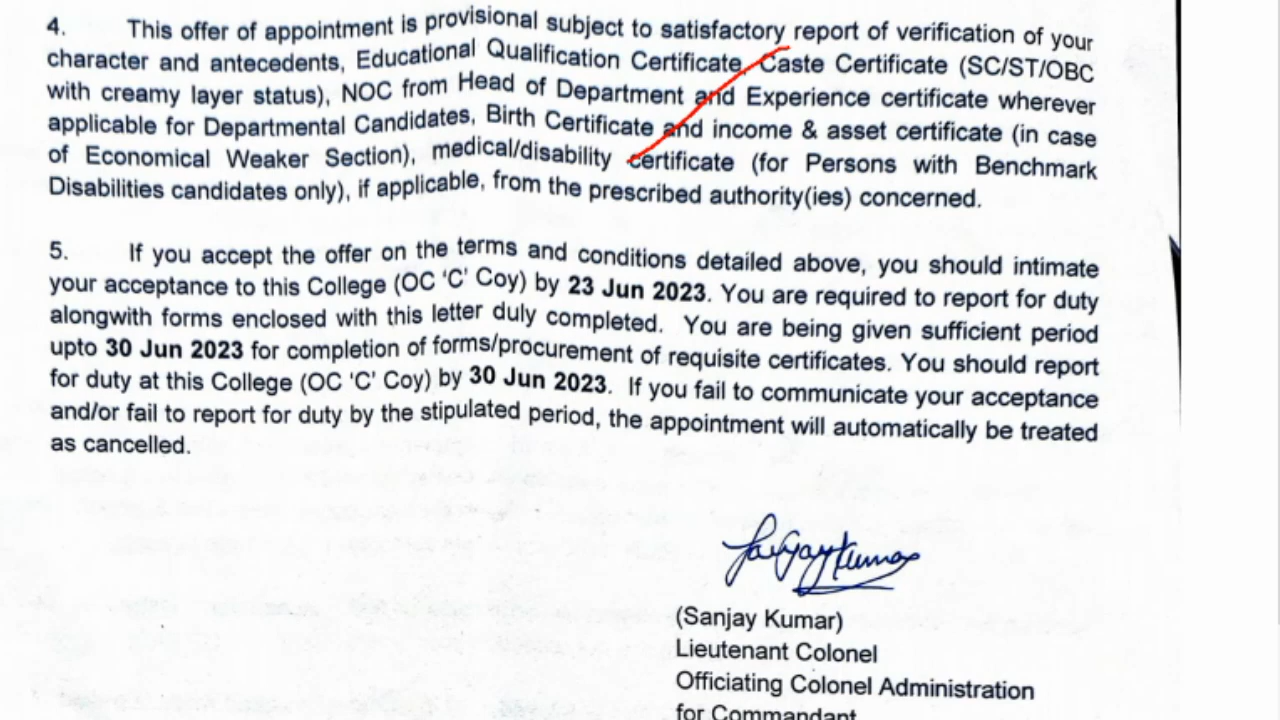 4. This offer of appointment is provisional subject to satisfactory report of verification of your
character and antecedents, Educational Qualification Certificate, Caste Certificate (SC/ST/OBC
with creamy layer status), NOC from Head of Department and Experience certificate wherever
applicable for Departmental Candidates, Birth Certificate and income & asset certificate (in case
of Economical Weaker Section), medical/disability certificate (for Persons with Benchmark
Disabilities candidates only), if applicable, from the prescribed authority(ies) concerned.
5. If you accept the offer on the terms and conditions detailed above, you should intimate
your acceptance to this College (OC 'C' Coy) by 23 Jun 2023. You are required to report for duty
alongwith forms enclosed with this letter duly completed. You are being given sufficient period
upto 30 Jun 2023 for completion of forms/procurement of requisite certificates. You should report
for duty at this College (OC 'C' Coy) by 30 Jun 2023. If you fail to communicate your acceptance
and/or fail to report for duty by the stipulated period, the appointment will automatically be treated
as cancelled.
SanjayKumar
(Sanjay Kumar)
Lieutenant Colonel
Officiating Colonel Administration
for Commandant